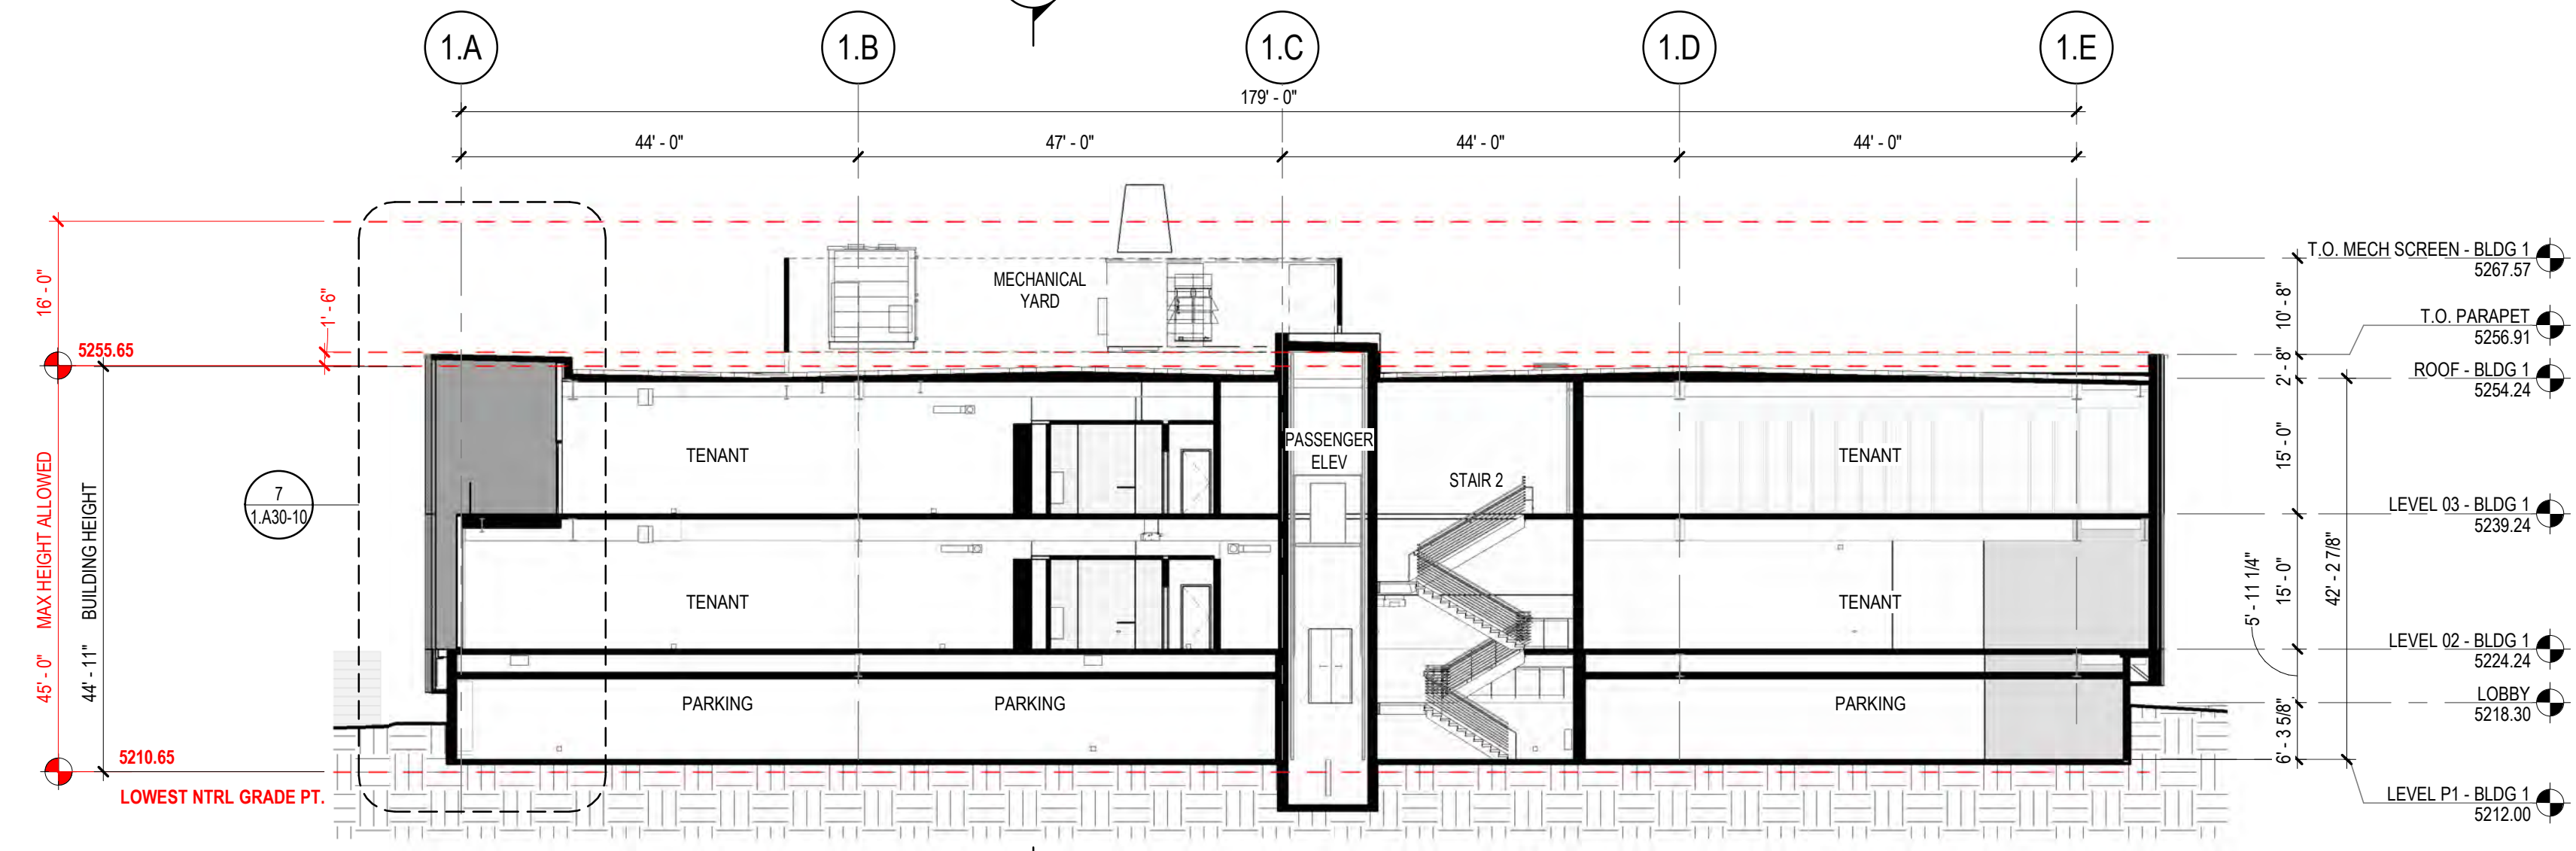 1.A
1.B
1.C
1.D
1.E
179' - 0"
44' - 0"
47' - 0"
44' - 0"
44' - 0"
16' - 0"
1' - 6"
5255.65
MAX HEIGHT ALLOWED
45' - 0"
BUILDING HEIGHT
44' - 11"
5210.65
LOWEST NTRL GRADE PT.
7
1.A30-10
MECHANICAL
YARD
TENANT
PASSENGER
ELEV
STAIR 2
TENANT
TENANT
TENANT
PARKING
PARKING
PARKING
T.O. MECH SCREEN - BLDG 1
5267.57
10' - 8"
T.O. PARAPET
5256.91
2' - 8"
ROOF - BLDG 1
5254.24
15' - 0"
LEVEL 03 - BLDG 1
5239.24
15' - 0"
42' - 2 7/8"
5' - 11 1/4"
LEVEL 02 - BLDG 1
5224.24
LOBBY
5218.30
6' - 3 5/8"
LEVEL P1 - BLDG 1
5212.00